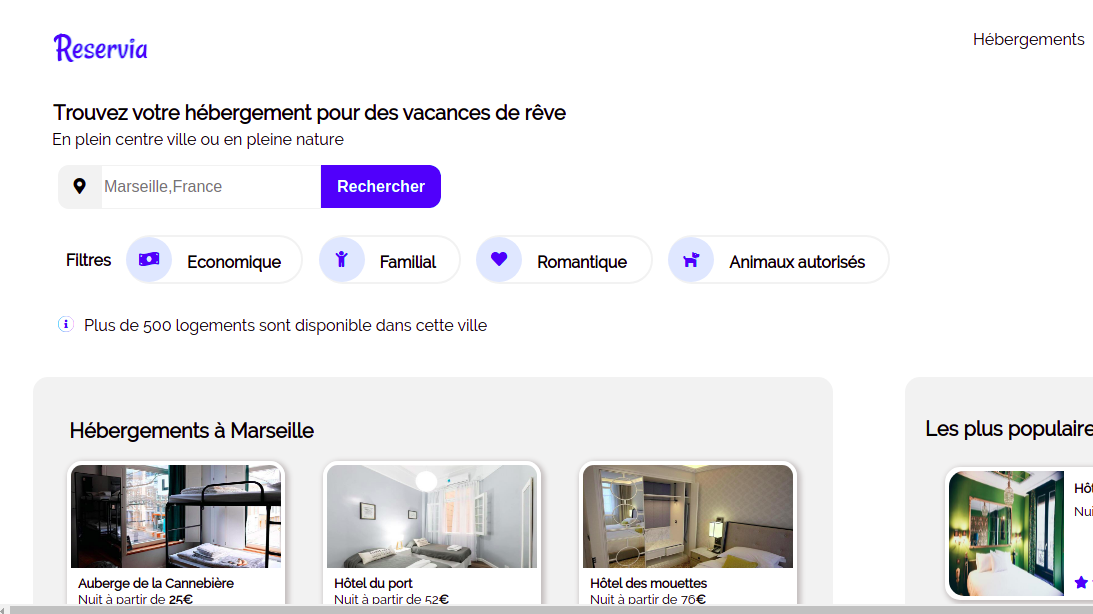 Reservia
Hébergements
Trouvez votre hébergement pour des vacances de rêve
En plein centre ville ou en pleine nature
Marseille,France
Rechercher
Filtres
Economique
Familial
Romantique
Animaux autorisés
Plus de 500 logements sont disponible dans cette ville
Hébergements à Marseille
Auberge de la Cannebière
Nuit à partir de 25€
Hôtel du port
Nuit à partir de 52€
Hôtel des mouettes
Nuit à partir de 76€
Les plus populaire
Hôt
Nui